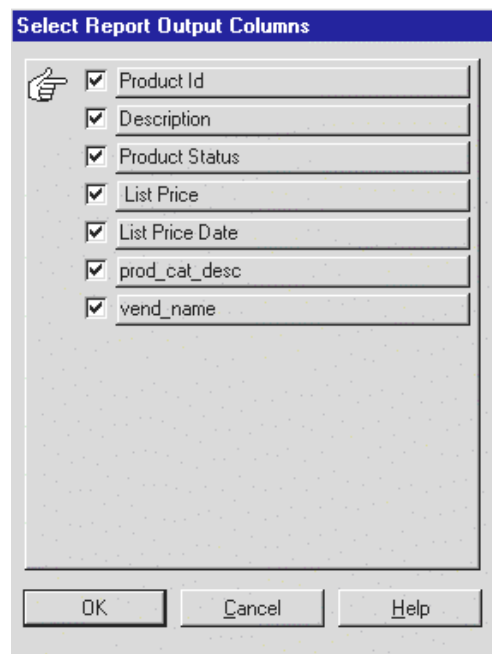 Select Report Output Columns
Product Id
Description
Product Status
List Price
List Price Date
prod_cat_desc
vend_name
OK
Cancel
Help